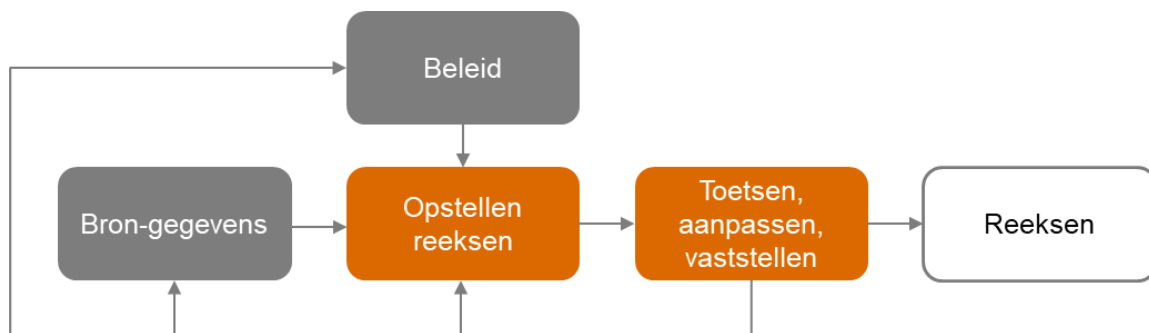 Beleid
Bron-gegevens
Opstellen
reeksen
Toetsen,
aanpassen,
vaststellen
Reeksen